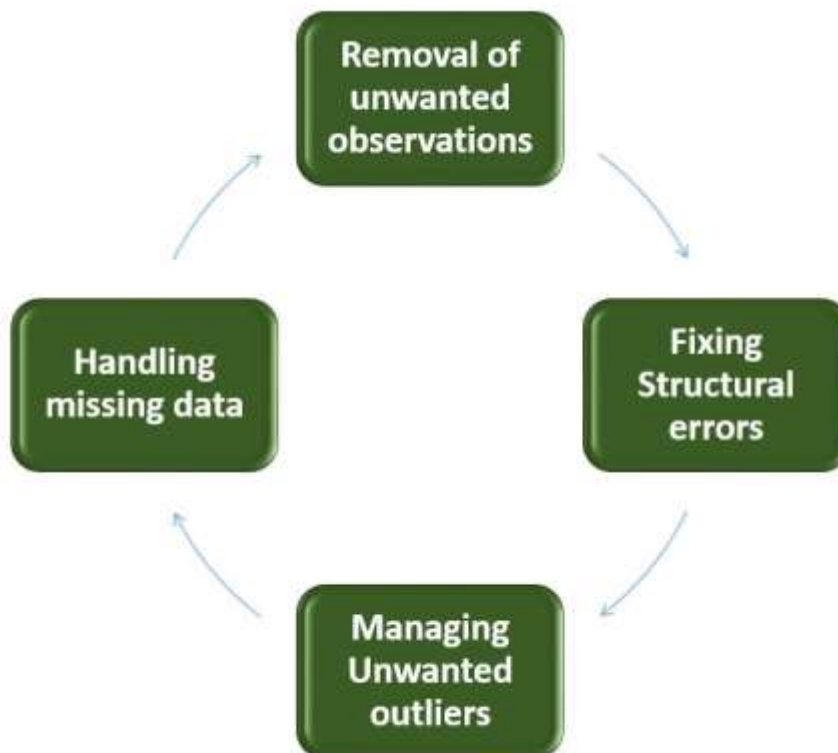 Removal of
unwanted
observations
Fixing
Structural
errors
Managing
Unwanted
outliers
Handling
missing data